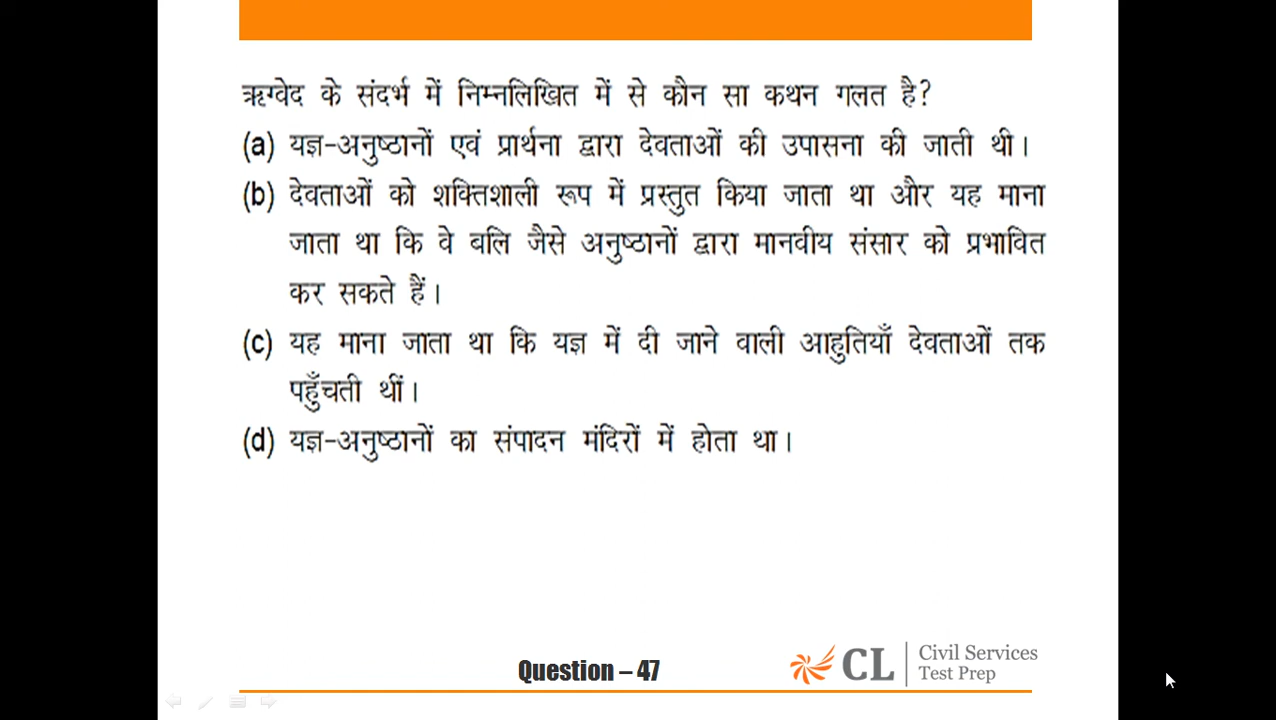 ऋग्वेद के संदर्भ में निम्नलिखित में से कौन सा कथन गलत है?
(a) यज्ञ-अनुष्ठानों एवं प्रार्थना द्वारा देवताओं की उपासना की जाती थी।
(b) देवताओं को शक्तिशाली रूप में प्रस्तुत किया जाता था और यह माना
जाता था कि वे बलि जैसे अनुष्ठानों द्वारा मानवीय संसार को प्रभावित
कर सकते हैं।
(c) यह माना जाता था कि यज्ञ में दी जाने वाली आहुतियाँ देवताओं तक
पहुँचती थीं।
(d) यज्ञ-अनुष्ठानों का संपादन मंदिरों में होता था।
Question – 47
CL
Civil Services
Test Prep